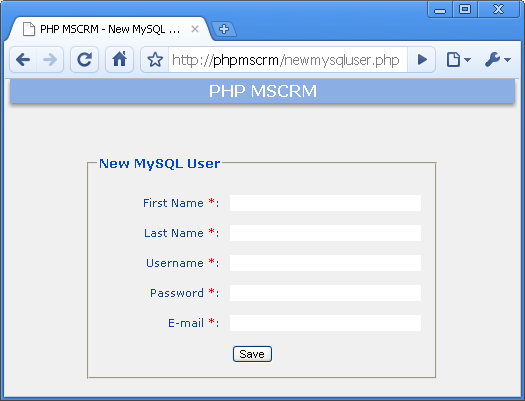 PHP MSCRM - New MySQL ...
http://phpmscrm/newmysqluser.php
PHP MSCRM
New MySQL User
First Name *:
Last Name *:
Username *:
Password *:
E-mail *:
Save